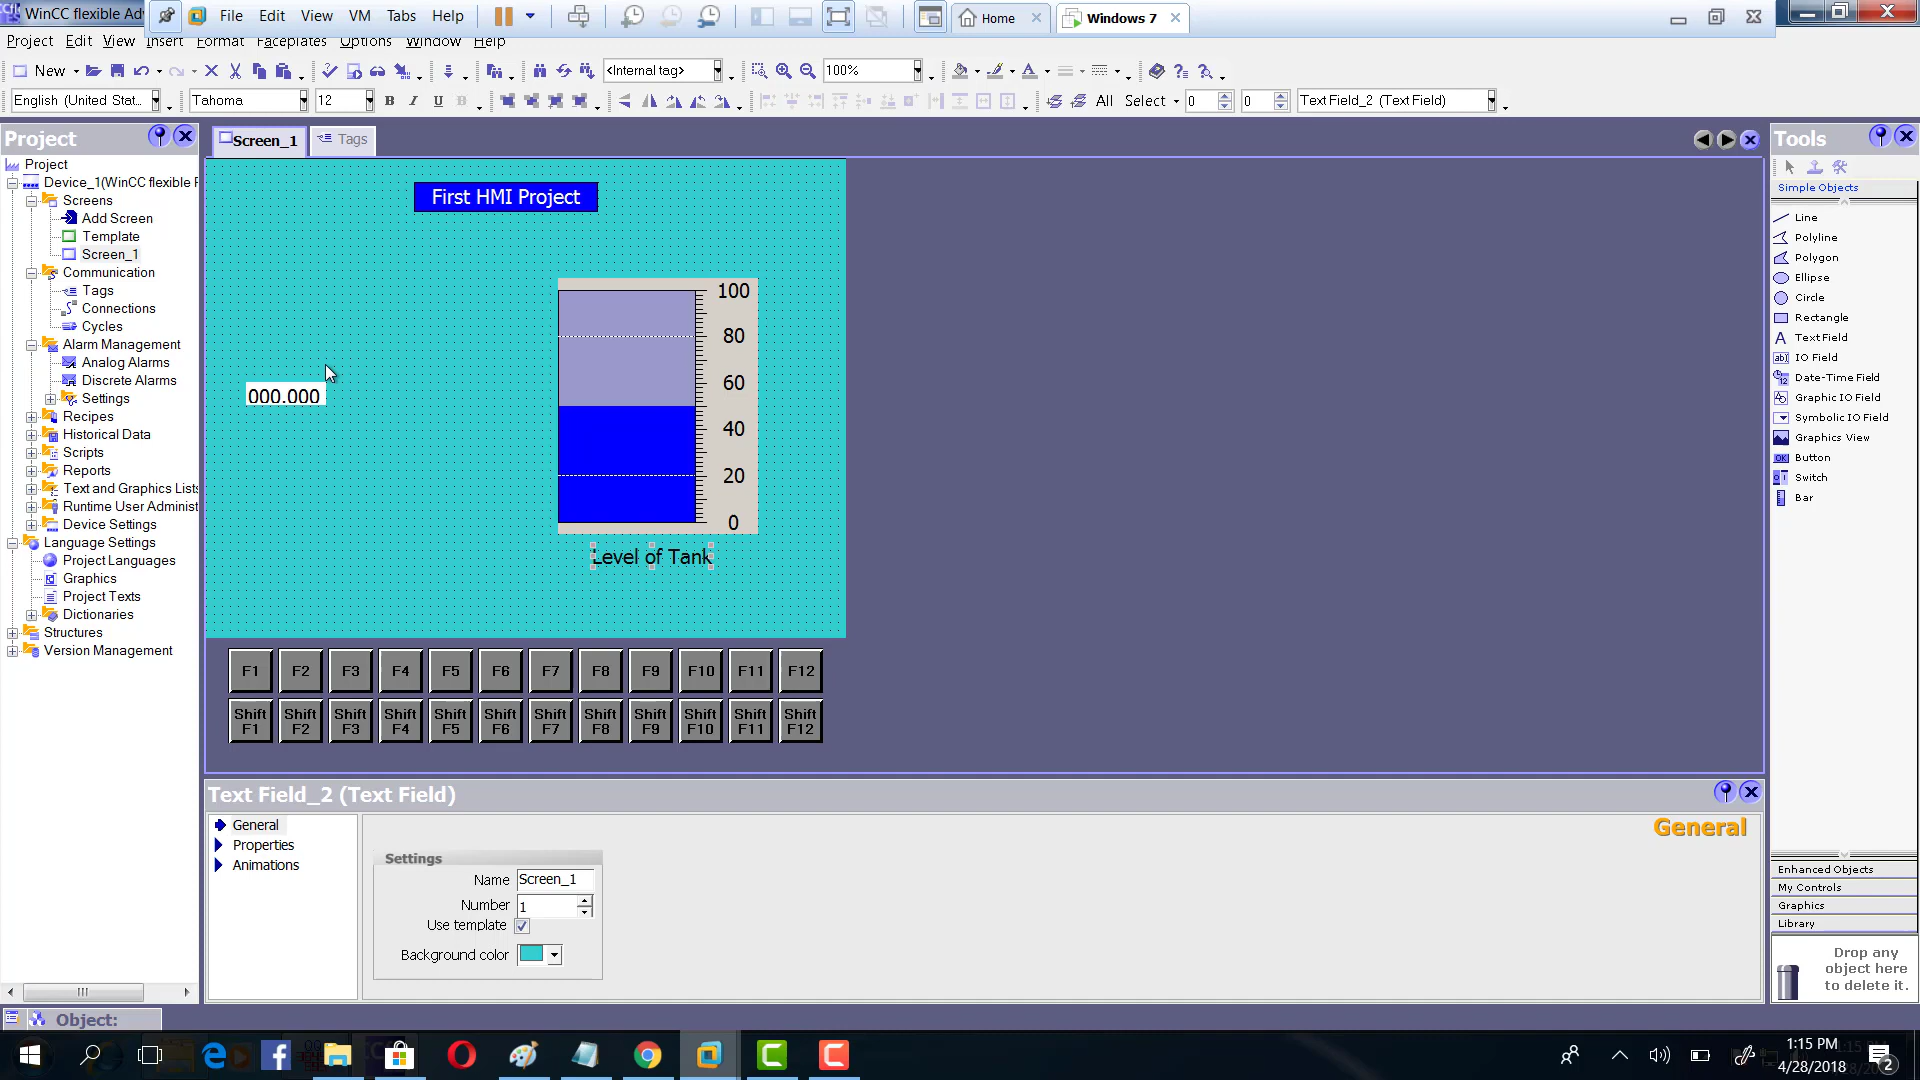 WinCC flexible Adv
File Edit View VM Tabs Help
Home
Windows 7
Project Edit View Insert Format Faceplates Options Window Help
New
<Internal tag>
100%
English (United Stat...
Tahoma
12
B I U B
All Select
0
0
Text Field_2 (Text Field)
Project
Screen_1
Tags
Tools
Project
Device_1(WinCC flexible R
Screens
Add Screen
Template
Screen_1
Communication
Tags
Connections
Cycles
Alarm Management
Analog Alarms
Discrete Alarms
Settings
Recipes
Historical Data
Scripts
Reports
Text and Graphics Lists
Runtime User Administ
Device Settings
Language Settings
Project Languages
Graphics
Project Texts
Dictionaries
Structures
Version Management
First HMI Project
000.000
100
80
60
40
20
0
Level of Tank
F1 F2 F3 F4 F5 F6 F7 F8 F9 F10 F11 F12
Shift Shift Shift Shift Shift Shift Shift Shift Shift Shift Shift Shift
F1 F2 F3 F4 F5 F6 F7 F8 F9 F10 F11 F12
Simple Objects
Line
Polyline
Polygon
Ellipse
Circle
Rectangle
TextField
IO Field
Date-Time Field
Graphic IO Field
Symbolic IO Field
Graphics View
Button
Switch
Bar
Enhanced Objects
My Controls
Graphics
Library
Drop any
object here
to delete it.
Text Field_2 (Text Field)
General
Properties
Animations
General
Settings
Name Screen_1
Number 1
Use template
Background color
Object:
1:15 PM
4/28/2018
2